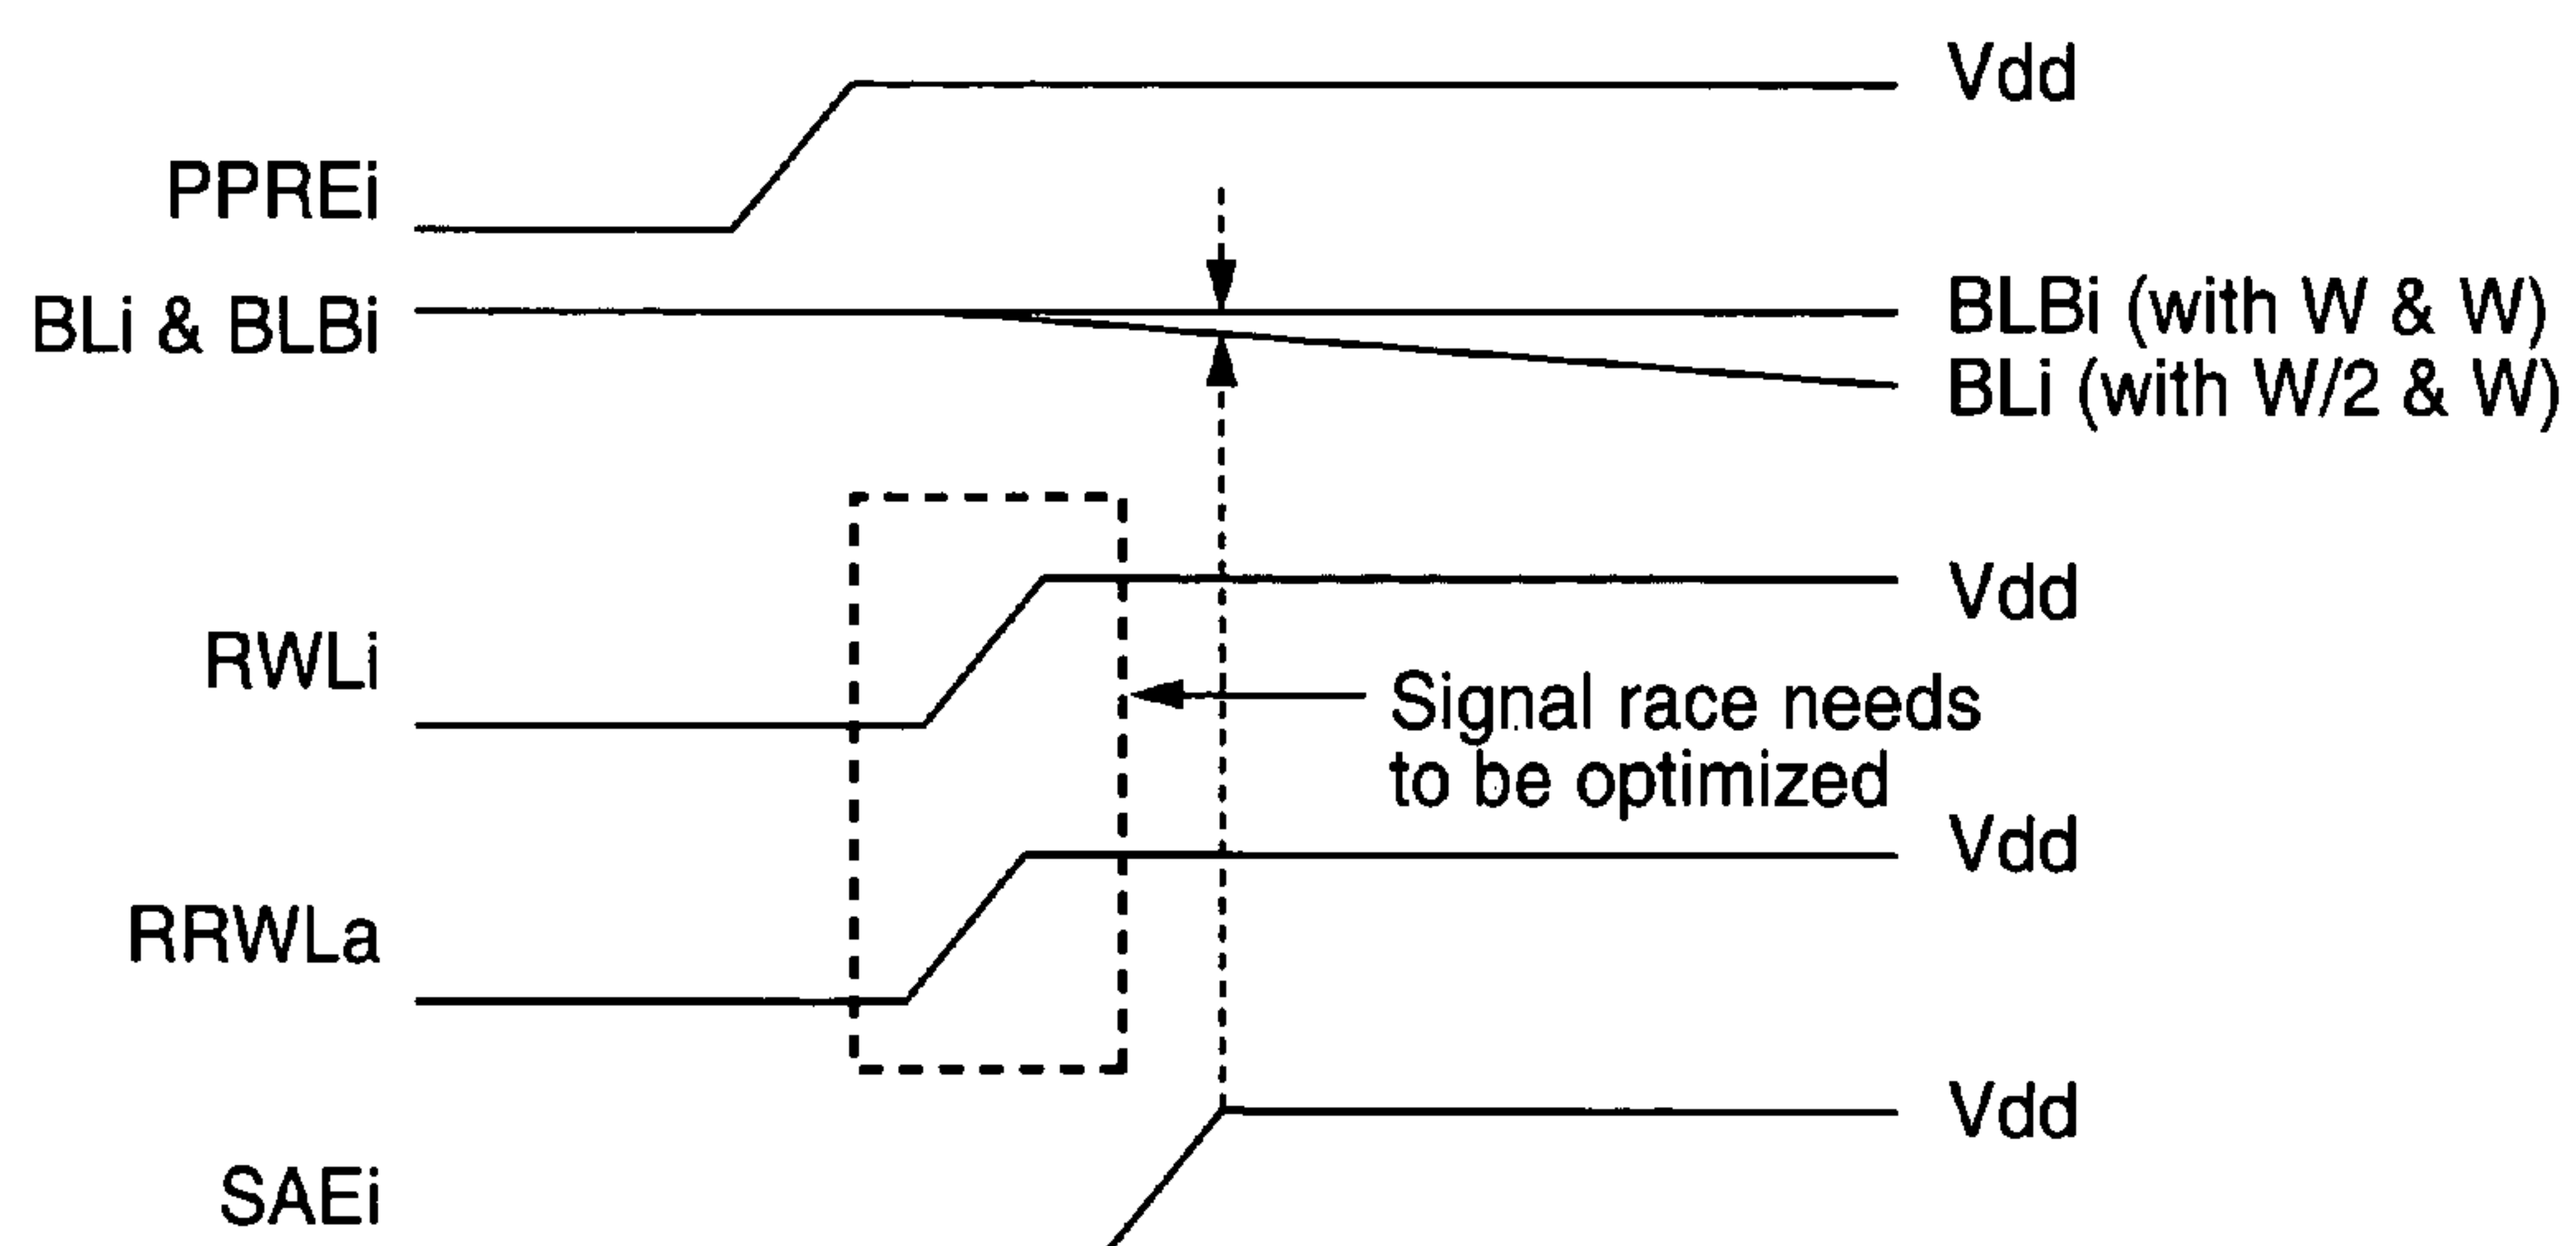 Vdd
PPREi
BLi & BLBi
BLBi (with W & W)
BLi (with W/2 & W)
Vdd
RWLi
Signal race needs
to be optimized
Vdd
RRWLa
Vdd
SAEi